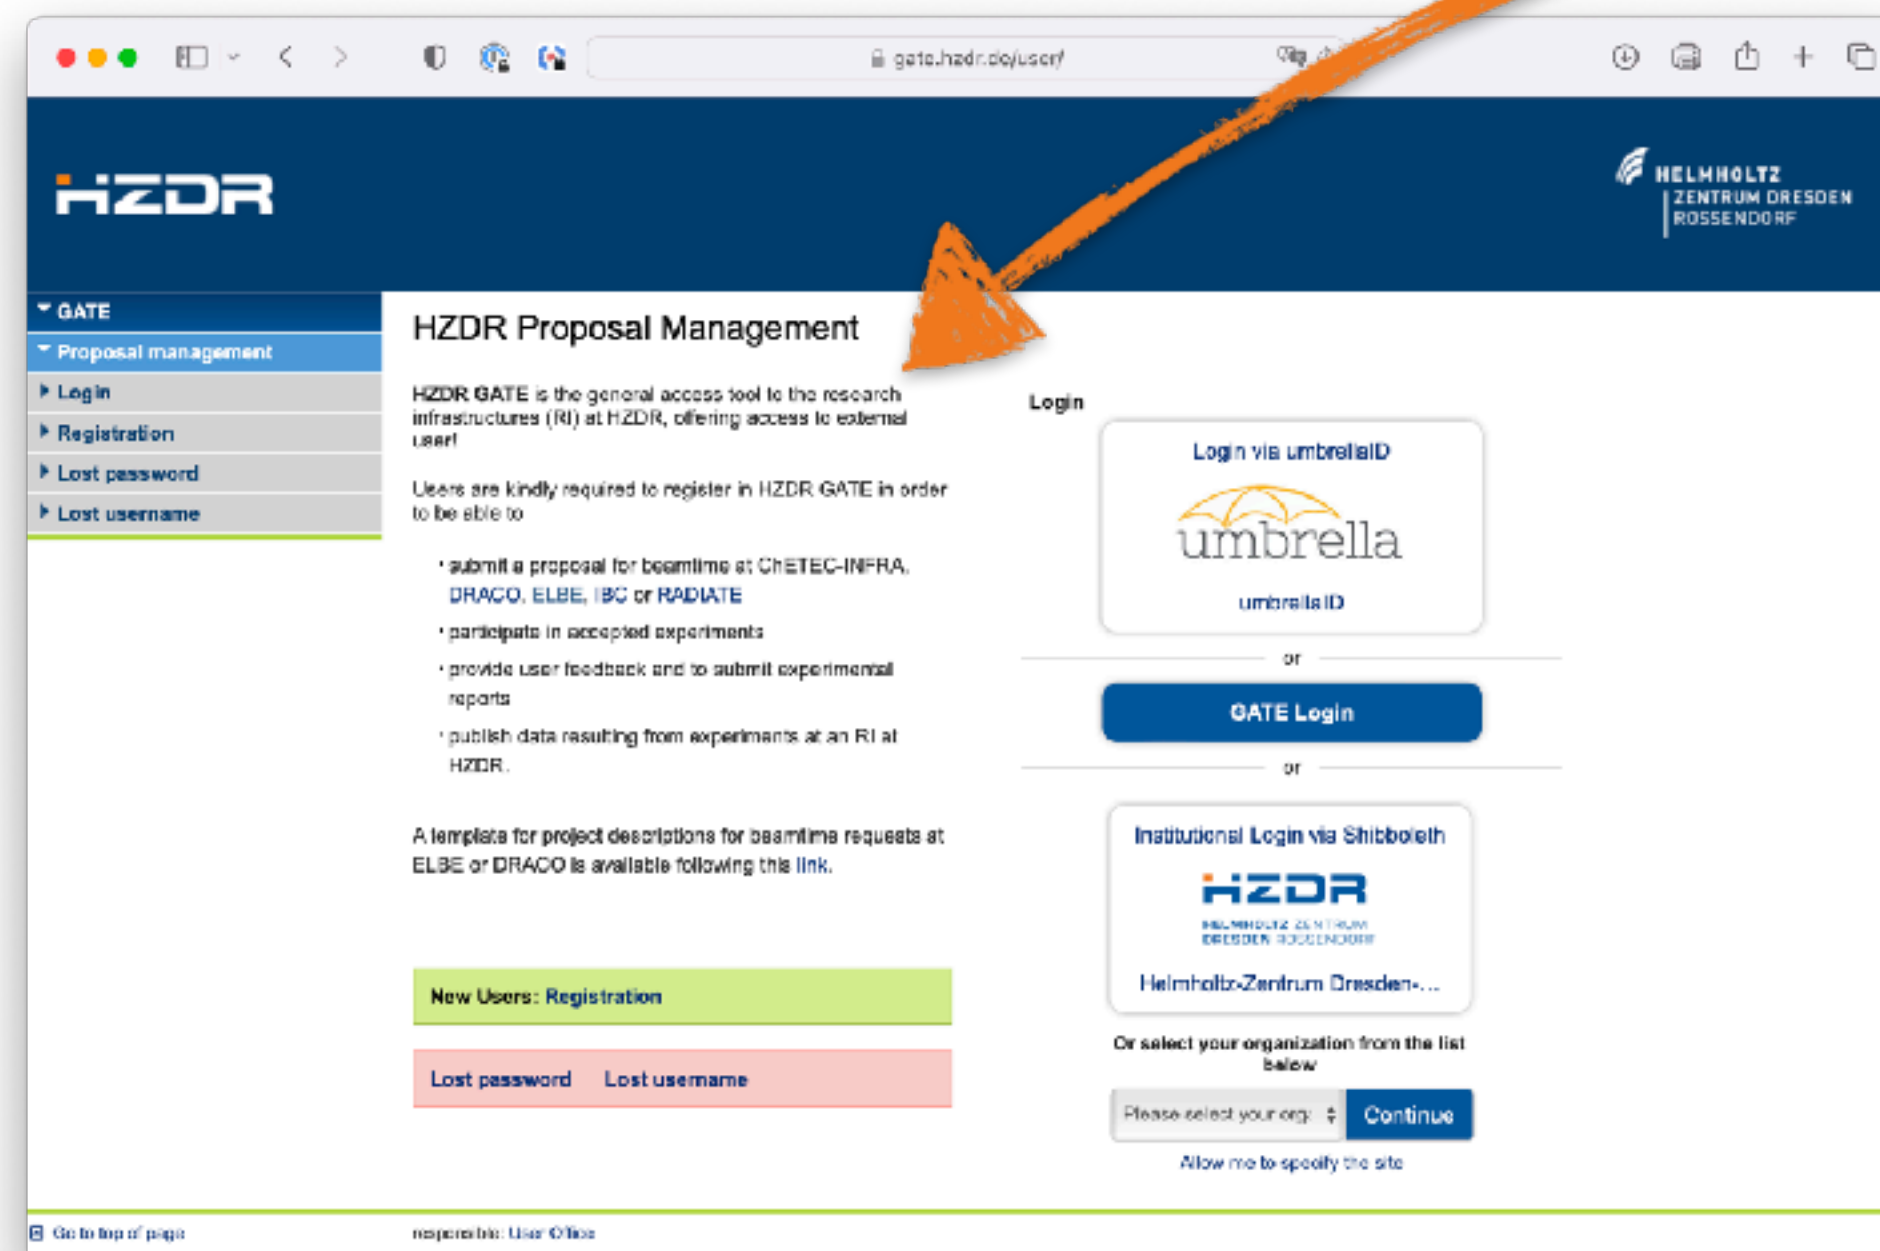 gate.hzdr.de/user/
HZDR
HELMHOLTZ
ZENTRUM DRESDEN
ROSSENDORF
GATE
Proposal management
Login
Registration
Lost password
Lost username
HZDR Proposal Management
HZDR GATE is the general access tool to the research
infrastructures (RI) at HZDR, offering access to external
user!
Users are kindly required to register in HZDR GATE in order
to be able to
submit a proposal for beamtime at ChETEC-INFRA,
DRACO, ELBE, IBC or RADIATE
participate in accepted experiments
provide user feedback and to submit experimental
reports
publish data resulting from experiments at an RI at
HZDR.
A template for project descriptions for beamtime requests at
ELBE or DRACO is available following this link.
New Users: Registration
Lost password Lost username
Login
Login via umbrellaID
umbrella
umbrellaID
or
GATE Login
or
Institutional Login via Shibboleth
HZDR
HELMHOLTZ ZENTRUM
DRESDEN ROSSENDORF
Helmholtz-Zentrum Dresden-...
Or select your organization from the list
below
Please select your org: Continue
Allow me to specify the site
Go to top of page
responsible: User Office